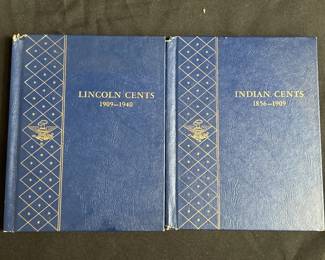 LINCOLN CENTS
1909—1940
INDIAN CENTS
1856—1909